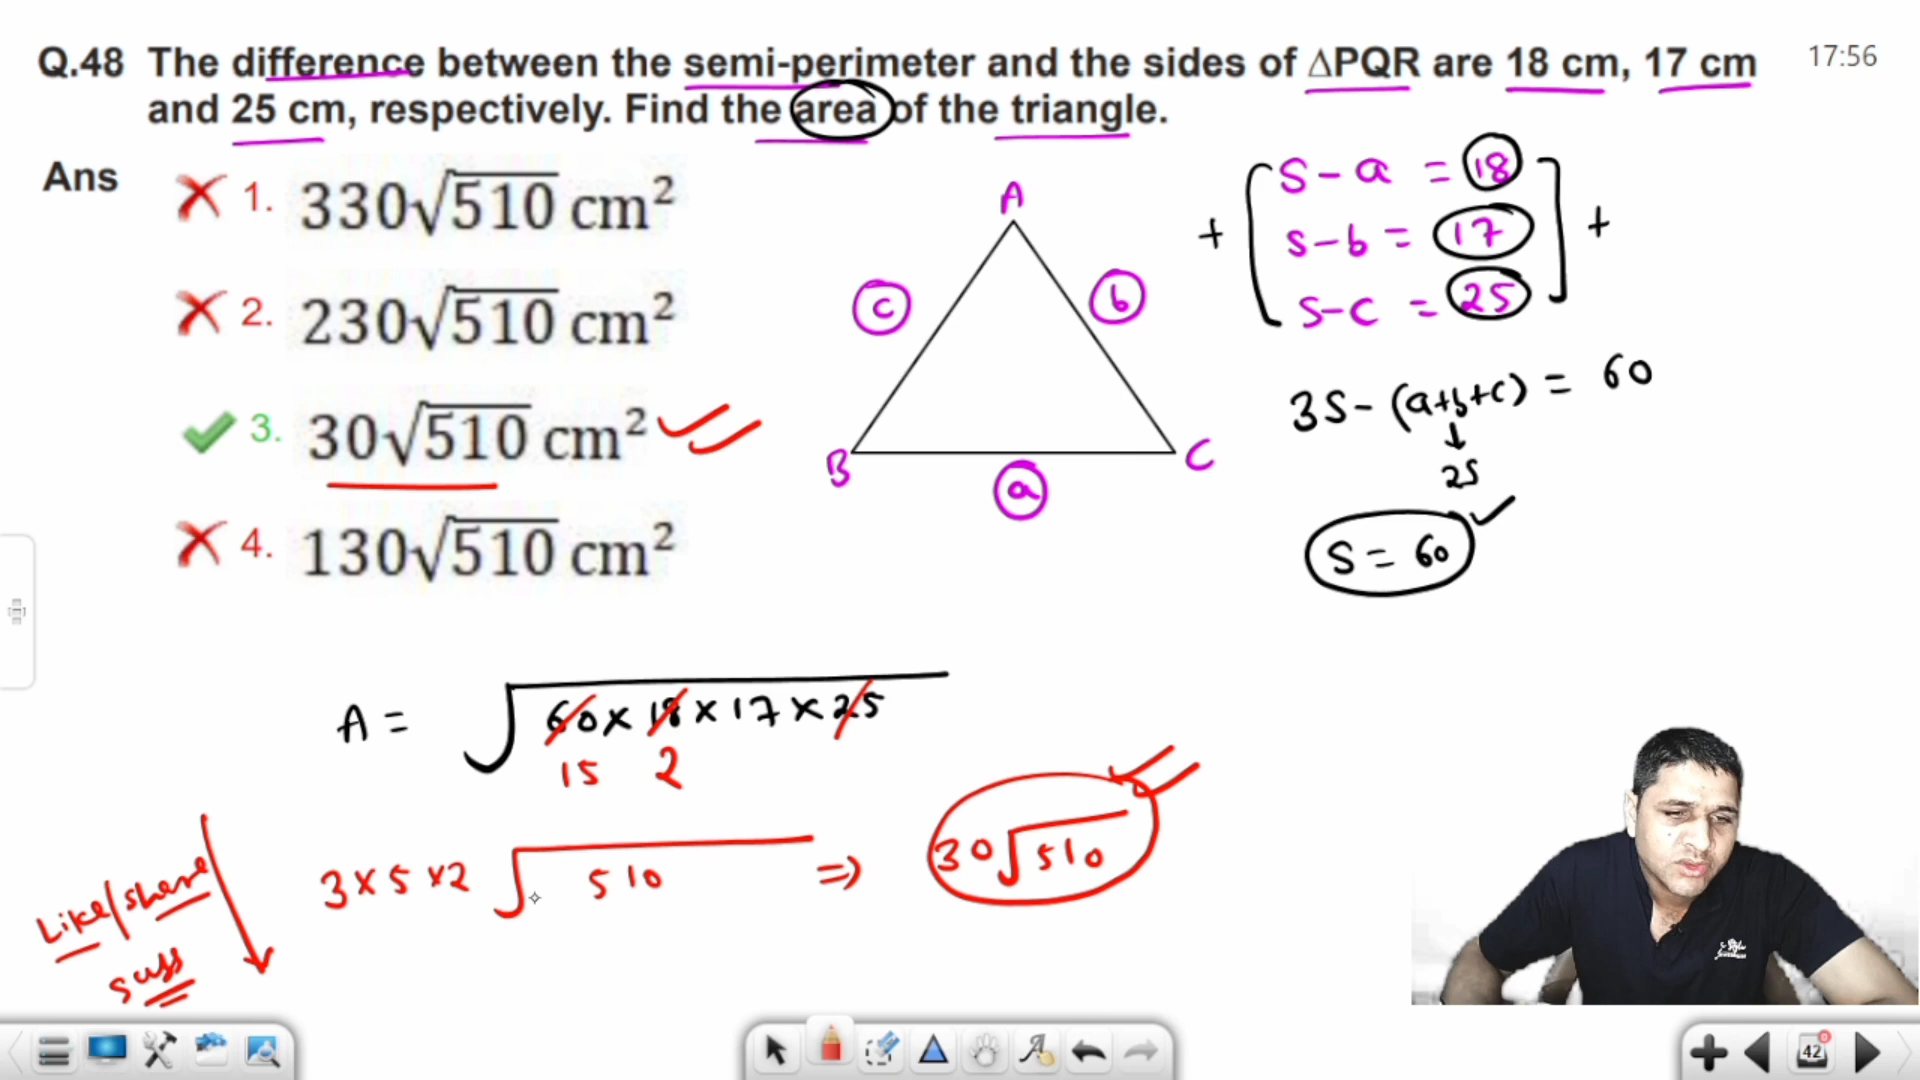 Q.48 The difference between the semi-perimeter and the sides of ΔPQR are 18 cm, 17 cm
and 25 cm, respectively. Find the area of the triangle.
17:56
Ans
1. 330√510 cm²
2. 230√510 cm²
3. 30√510 cm²
4. 130√510 cm²
A
c
b
B
a
C
+ [ s-a = 18
s-b = 17
s-c = 25 ] +
3s - (a+b+c) = 60
↓
2s
s = 60
A = √60 x 18 x 17 x 25
15 2
3 x 5 x 2 √510 ⇒ 30√510
Like/share
42